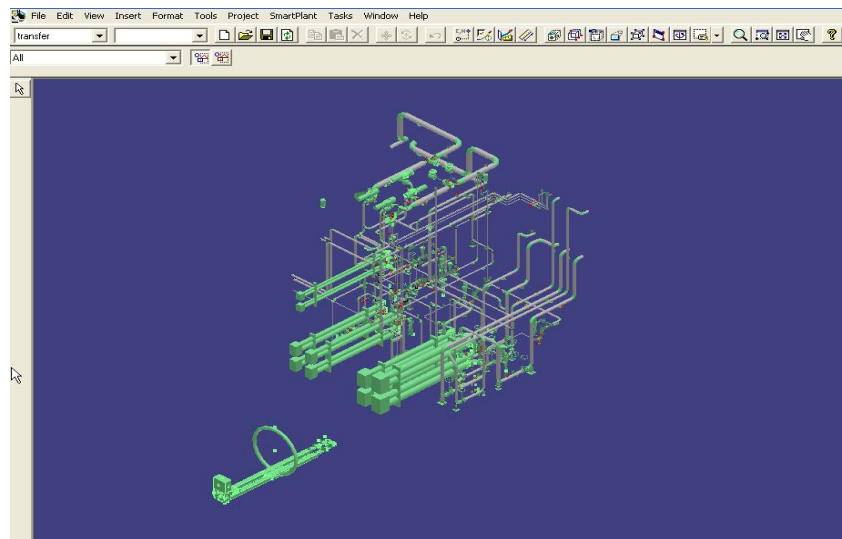 File Edit View Insert Format Tools Project SmartPlant Tasks Window Help
transfer
All